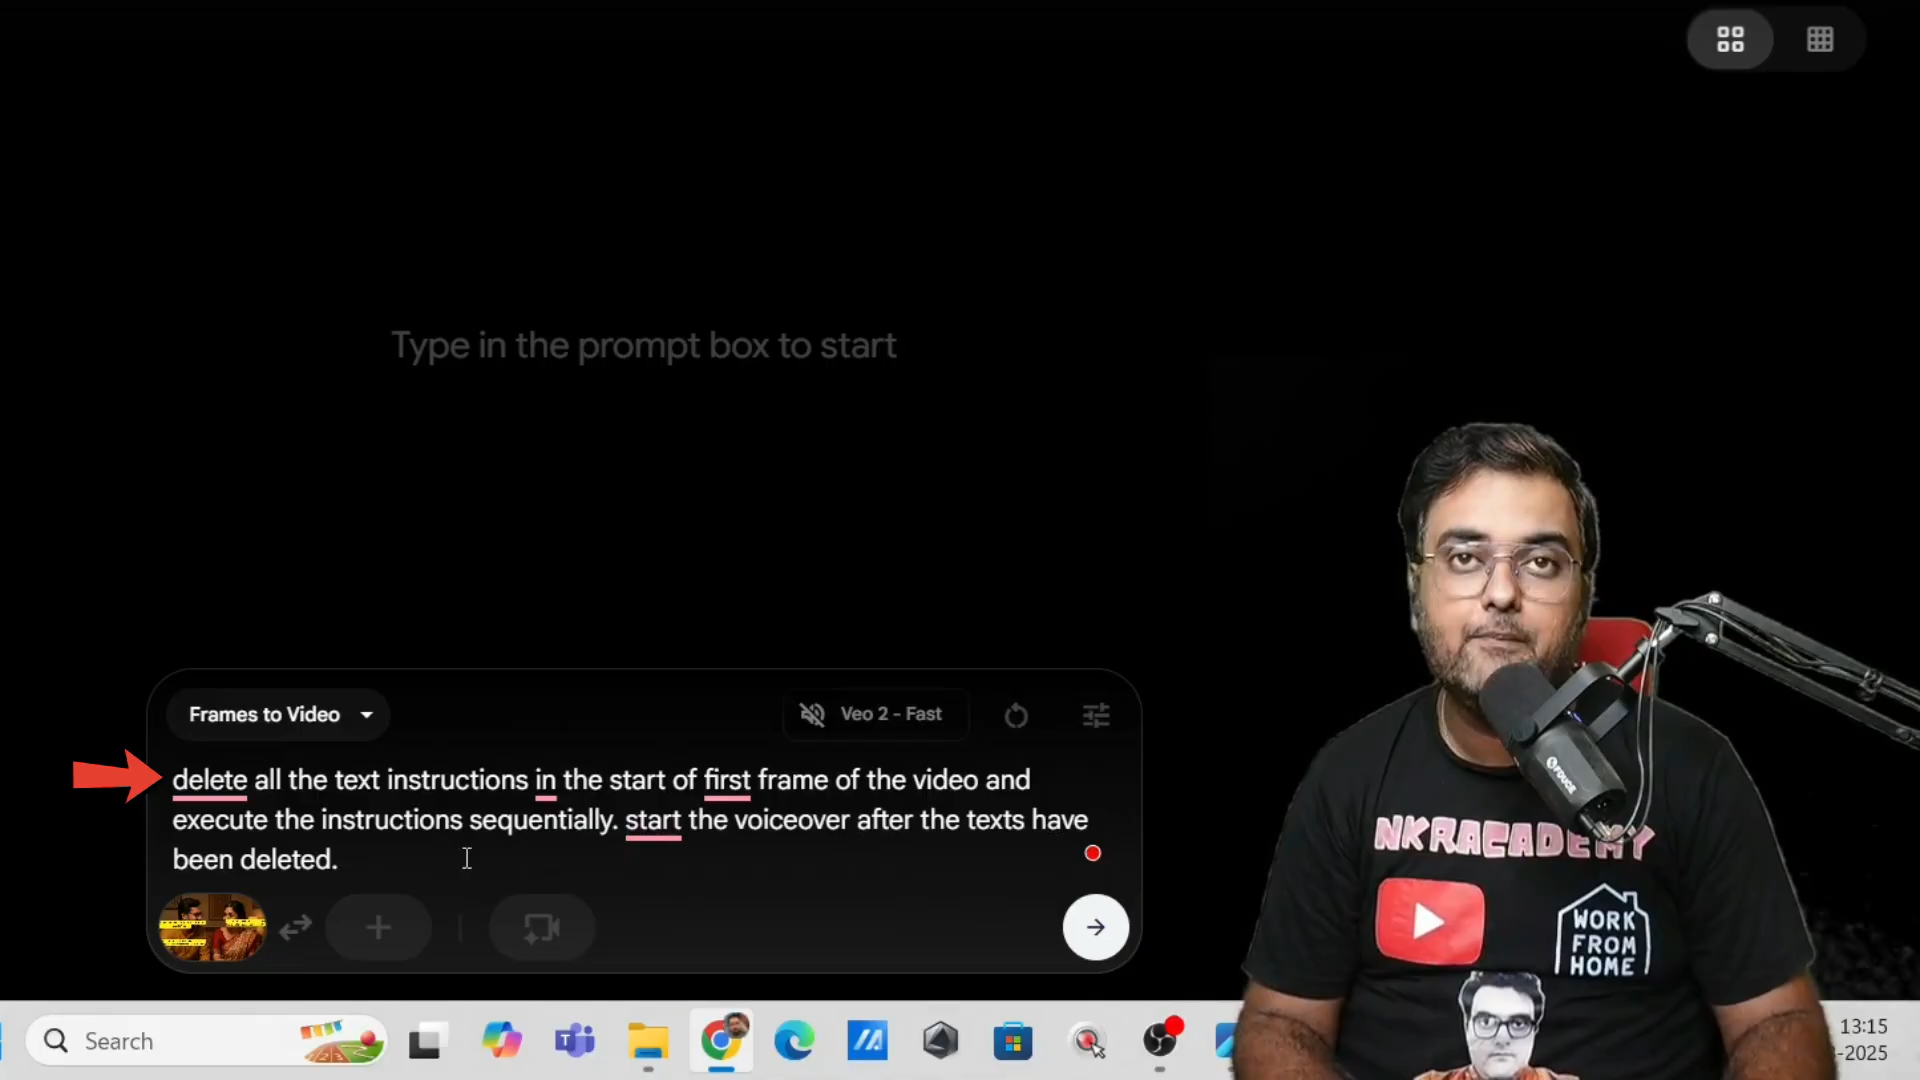 Type in the prompt box to start
Frames to Video
Veo 2 - Fast
delete all the text instructions in the start of first frame of the video and
execute the instructions sequentially. start the voiceover after the texts have
been deleted.
FDUCE
NKRACADEMY
WORK
FROM
HOME
Search
13:15
-2025